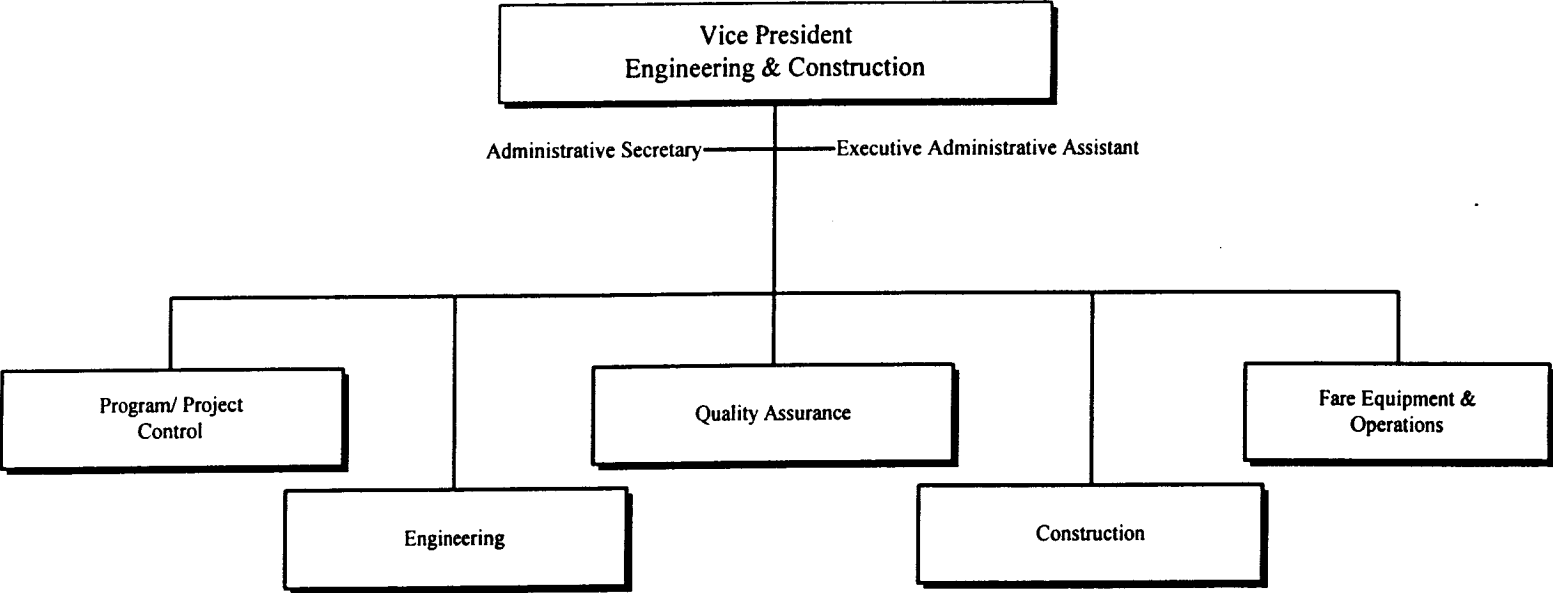 Vice President
Engineering & Construction
Administrative Secretary
Executive Administrative Assistant
Program/ Project
Control
Quality Assurance
Fare Equipment &
Operations
Engineering
Construction